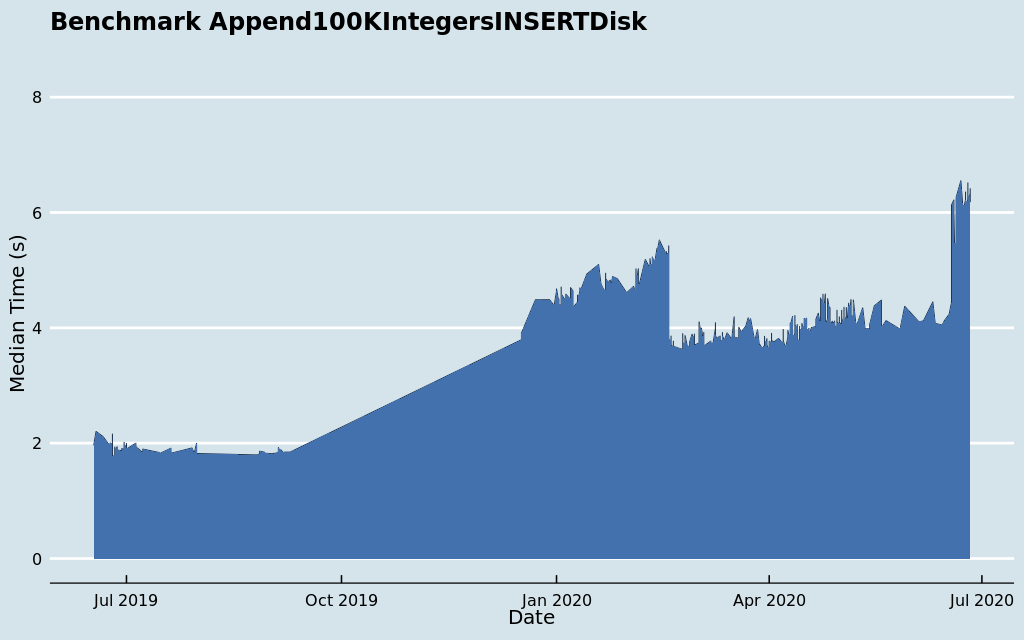 Benchmark Append100KIntegersINSERTDisk
Median Time (s)
8
6
4
2
0
Jul 2019
Oct 2019
Jan 2020
Apr 2020
Jul 2020
Date